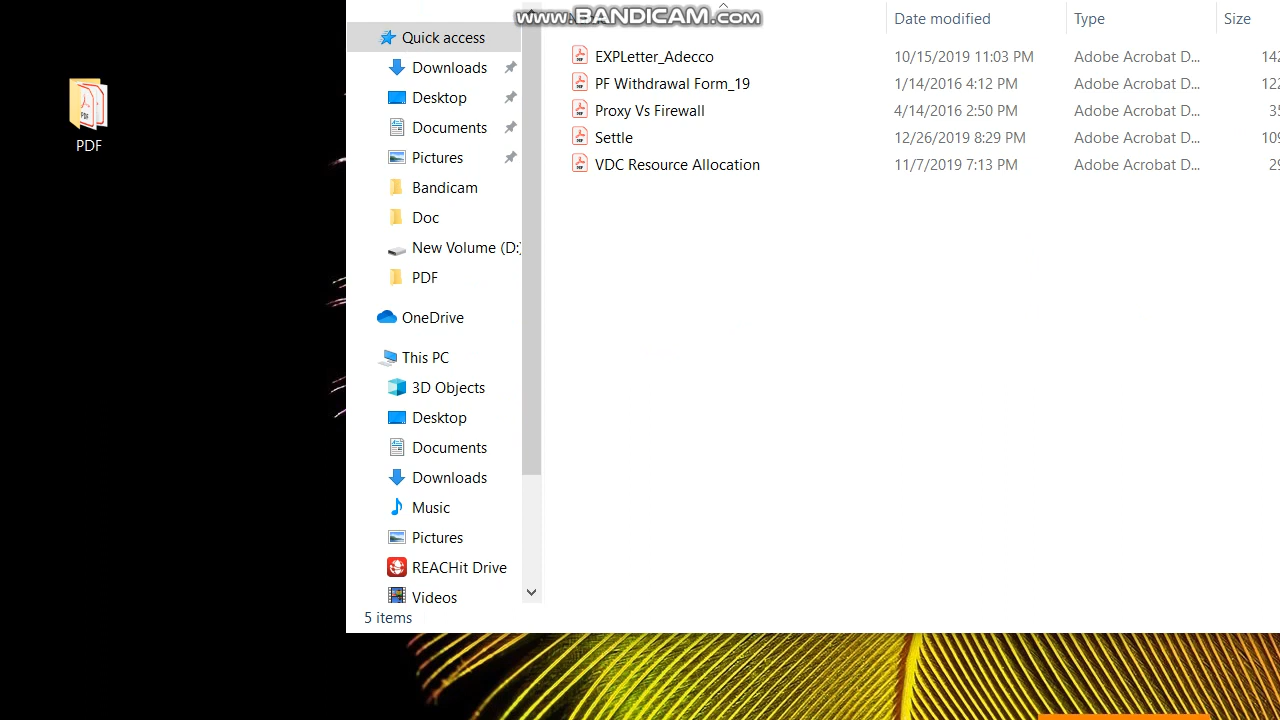 www.BANDICAM.com
Date modified Type Size
PDF
Quick access
Downloads
Desktop
Documents
Pictures
Bandicam
Doc
New Volume (D:)
PDF
OneDrive
This PC
3D Objects
Desktop
Documents
Downloads
Music
Pictures
REACHit Drive
Videos
5 items
EXPLetter_Adecco 10/15/2019 11:03 PM Adobe Acrobat D... 142
PF Withdrawal Form_19 1/14/2016 4:12 PM Adobe Acrobat D... 122
Proxy Vs Firewall 4/14/2016 2:50 PM Adobe Acrobat D... 35
Settle 12/26/2019 8:29 PM Adobe Acrobat D... 109
VDC Resource Allocation 11/7/2019 7:13 PM Adobe Acrobat D...